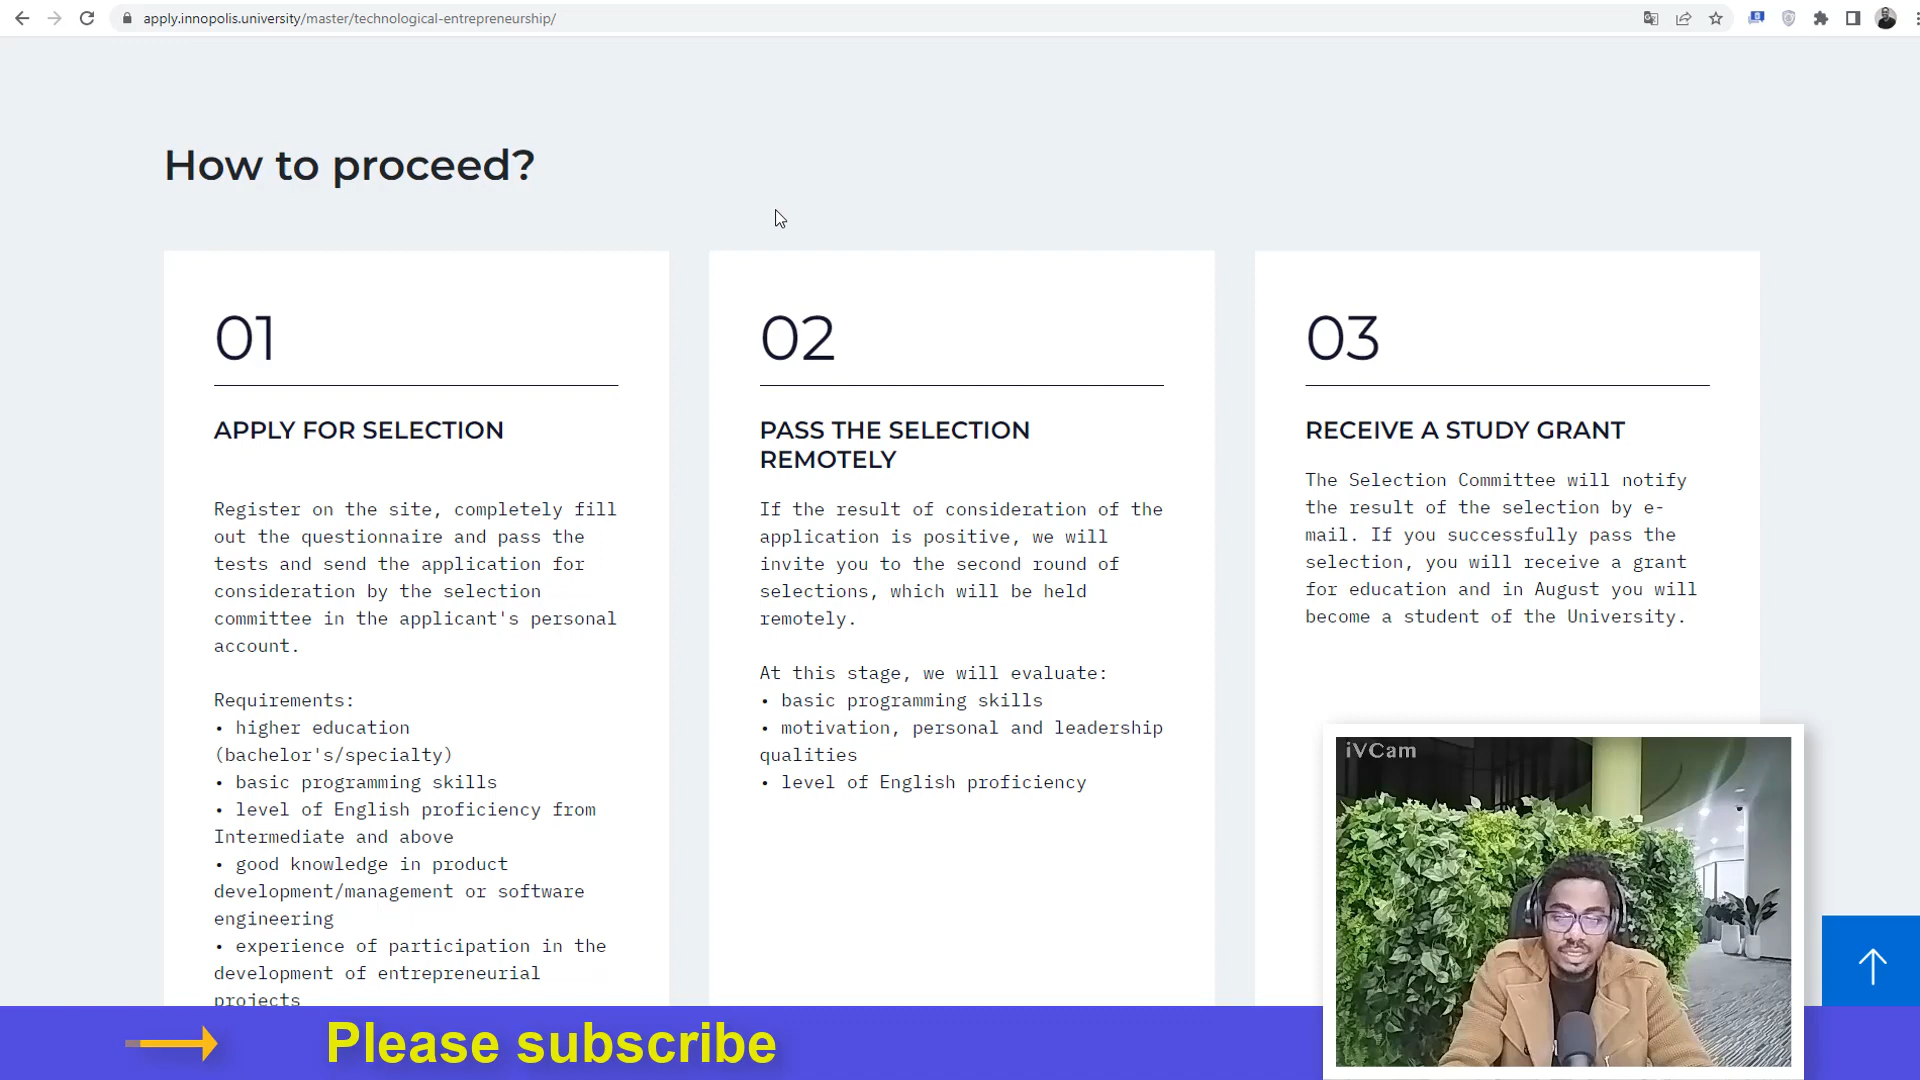 apply.innopolis.university/master/technological-entrepreneurship/
How to proceed?
01
APPLY FOR SELECTION
Register on the site, completely fill
out the questionnaire and pass the
tests and send the application for
consideration by the selection
committee in the applicant's personal
account.
Requirements:
• higher education
(bachelor's/specialty)
• basic programming skills
• level of English proficiency from
Intermediate and above
• good knowledge in product
development/management or software
engineering
• experience of participation in the
development of entrepreneurial
projects
02
PASS THE SELECTION
REMOTELY
If the result of consideration of the
application is positive, we will
invite you to the second round of
selections, which will be held
remotely.
At this stage, we will evaluate:
• basic programming skills
• motivation, personal and leadership
qualities
• level of English proficiency
03
RECEIVE A STUDY GRANT
The Selection Committee will notify
the result of the selection by e-
mail. If you successfully pass the
selection, you will receive a grant
for education and in August you will
become a student of the University.
iVCam
Please subscribe